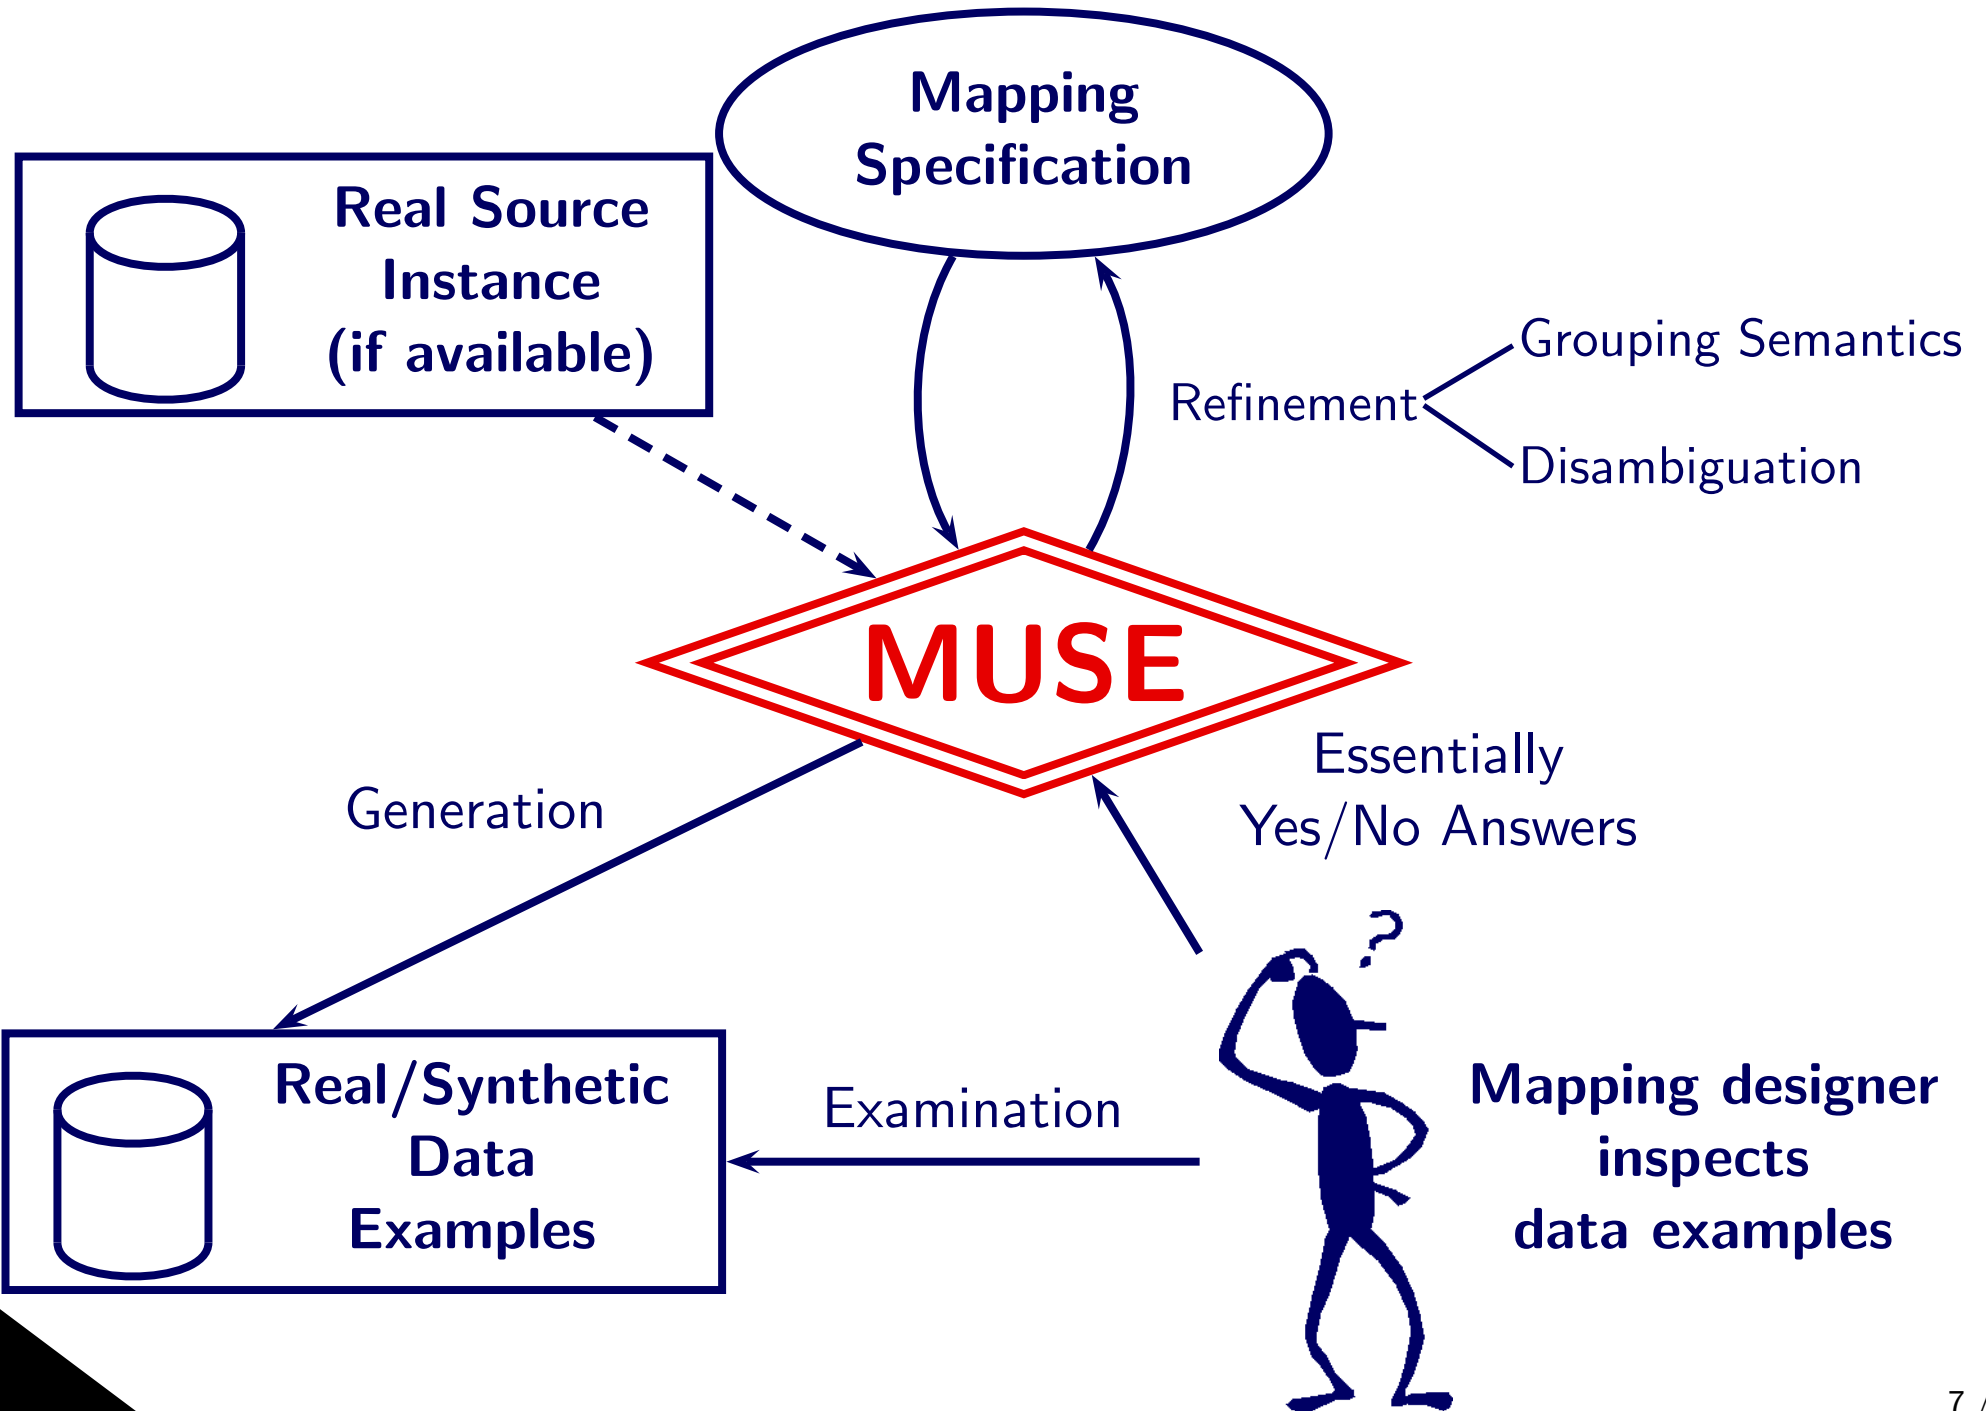 Mapping
Specification
Real Source
Instance
(if available)
Grouping Semantics
Refinement
Disambiguation
MUSE
Essentially
Yes/No Answers
Generation
?
Real/Synthetic
Data
Examples
Examination
Mapping designer
inspects
data examples
7 /